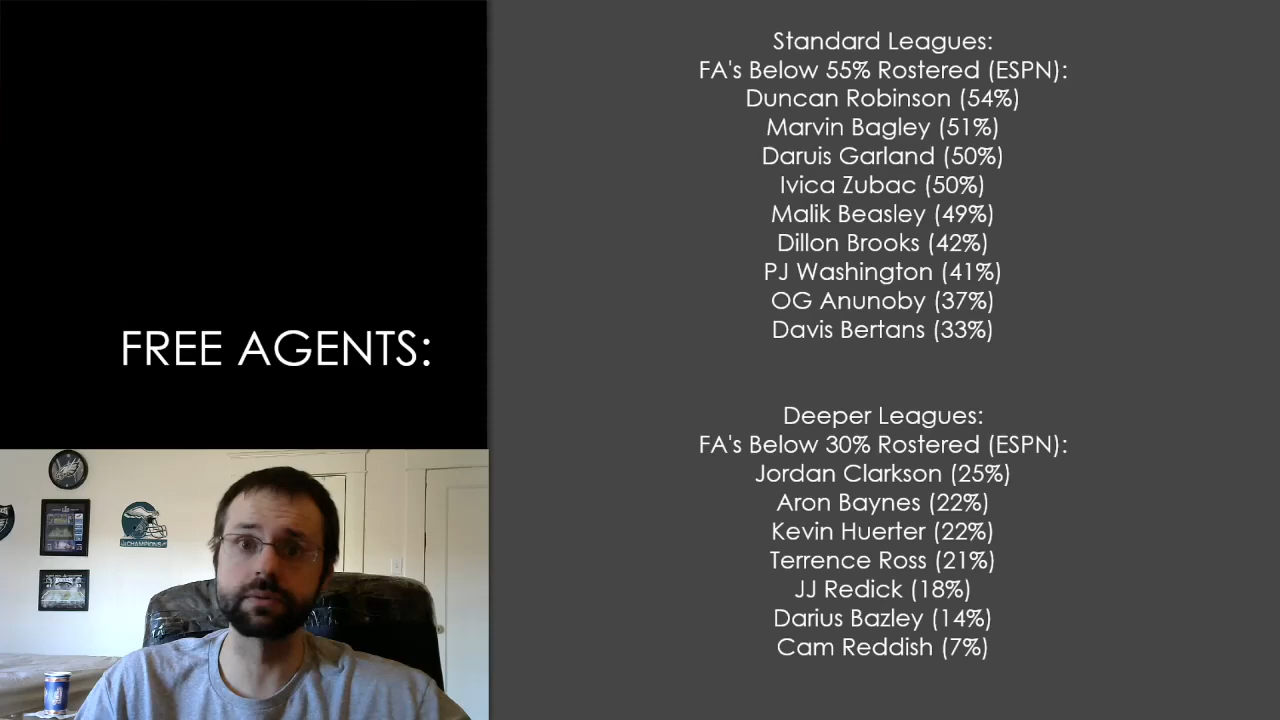 FREE AGENTS:
Standard Leagues:
FA's Below 55% Rostered (ESPN):
Duncan Robinson (54%)
Marvin Bagley (51%)
Daruis Garland (50%)
Ivica Zubac (50%)
Malik Beasley (49%)
Dillon Brooks (42%)
PJ Washington (41%)
OG Anunoby (37%)
Davis Bertans (33%)
Deeper Leagues:
FA's Below 30% Rostered (ESPN):
Jordan Clarkson (25%)
Aron Baynes (22%)
Kevin Huerter (22%)
Terrence Ross (21%)
JJ Redick (18%)
Darius Bazley (14%)
Cam Reddish (7%)
CHAMPIONS